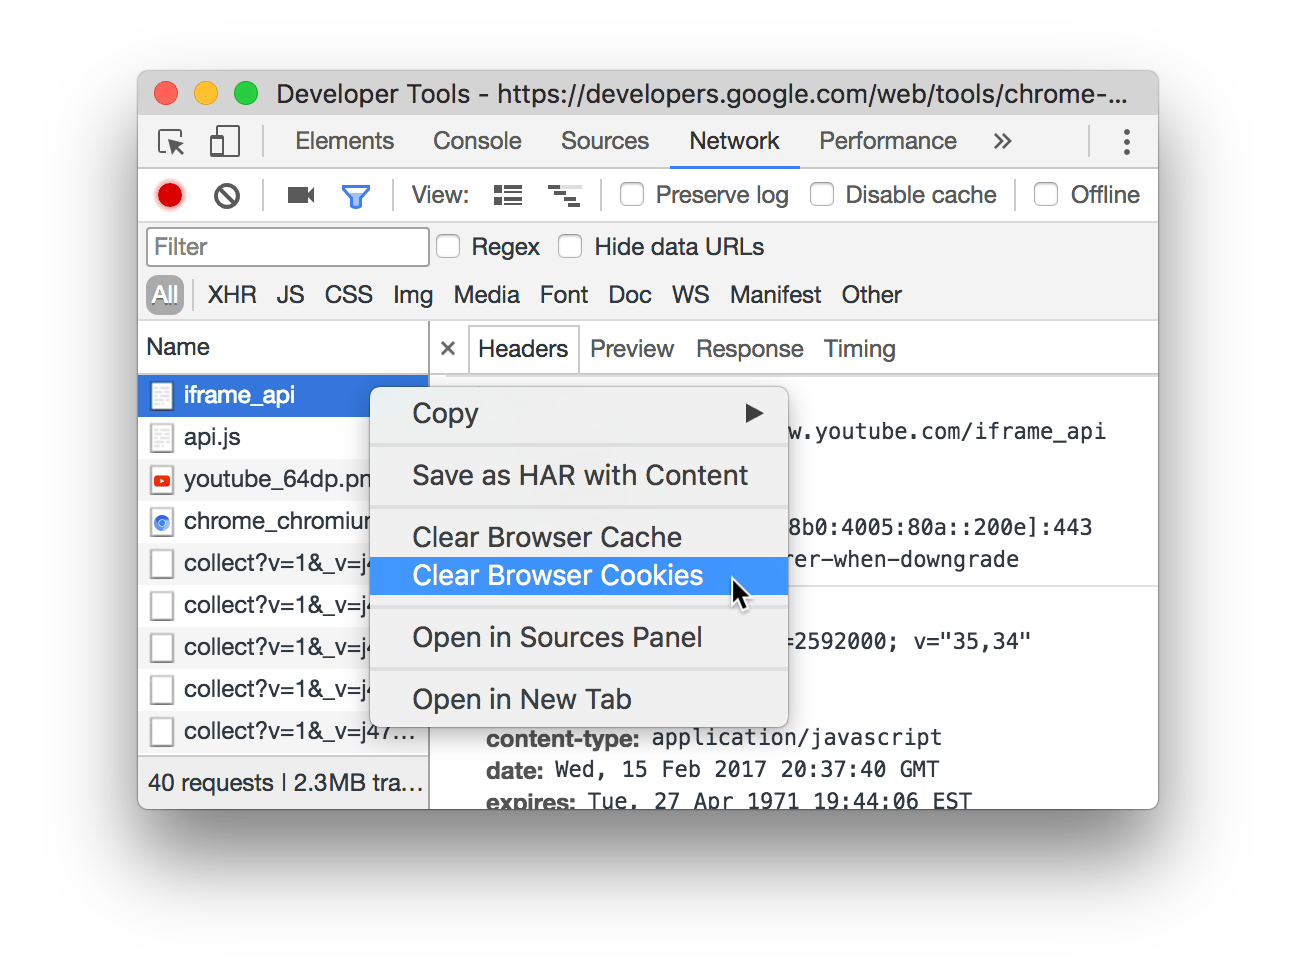 Developer Tools - https://developers.google.com/web/tools/chrome-...
Elements Console Sources Network Performance »
View: Preserve log Disable cache Offline
Filter Regex Hide data URLs
All XHR JS CSS Img Media Font Doc WS Manifest Other
Name
× Headers Preview Response Timing
iframe_api
api.js
youtube_64dp.pn
chrome_chromiur
collect?v=1&_v=j4
collect?v=1&_v=j4
collect?v=1&_v=j4
collect?v=1&_v=j4
collect?v=1&_v=j47...
40 requests | 2.3MB tra...
Copy
Save as HAR with Content
Clear Browser Cache
Clear Browser Cookies
Open in Sources Panel
Open in New Tab
w.youtube.com/iframe_api
8b0:4005:80a::200e]:443
rer-when-downgrade
=2592000; v="35,34"
content-type: application/javascript
date: Wed, 15 Feb 2017 20:37:40 GMT
expires: Tue, 27 Apr 1971 19:44:06 EST